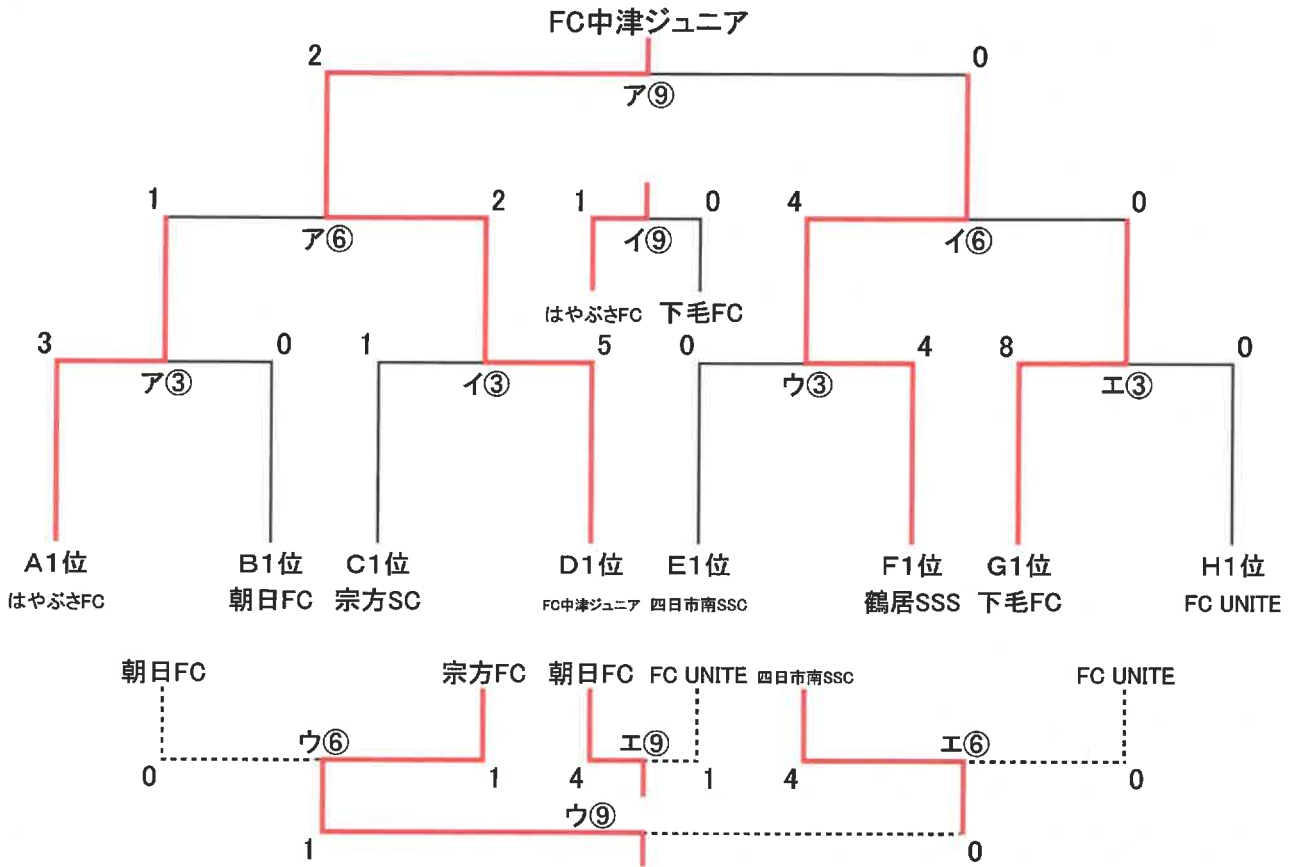 FC中津ジュニア
2 0
ア⑨
1 2 1 0 4 0
ア⑥ イ⑨ イ⑥
はやぶさFC 下毛FC
3 0 1 5 0 4 8 0
ア③ イ③ ウ③ エ③
A1位 B1位 C1位 D1位 E1位 F1位 G1位 H1位
はやぶさFC 朝日FC 宗方SC FC中津ジュニア 四日市南SSC 鶴居SSS 下毛FC FC UNITE
朝日FC 宗方FC 朝日FC FC UNITE 四日市南SSC FC UNITE
ウ⑥ エ⑨ エ⑥
0 1 4 1 4 0
ウ⑨
1 0